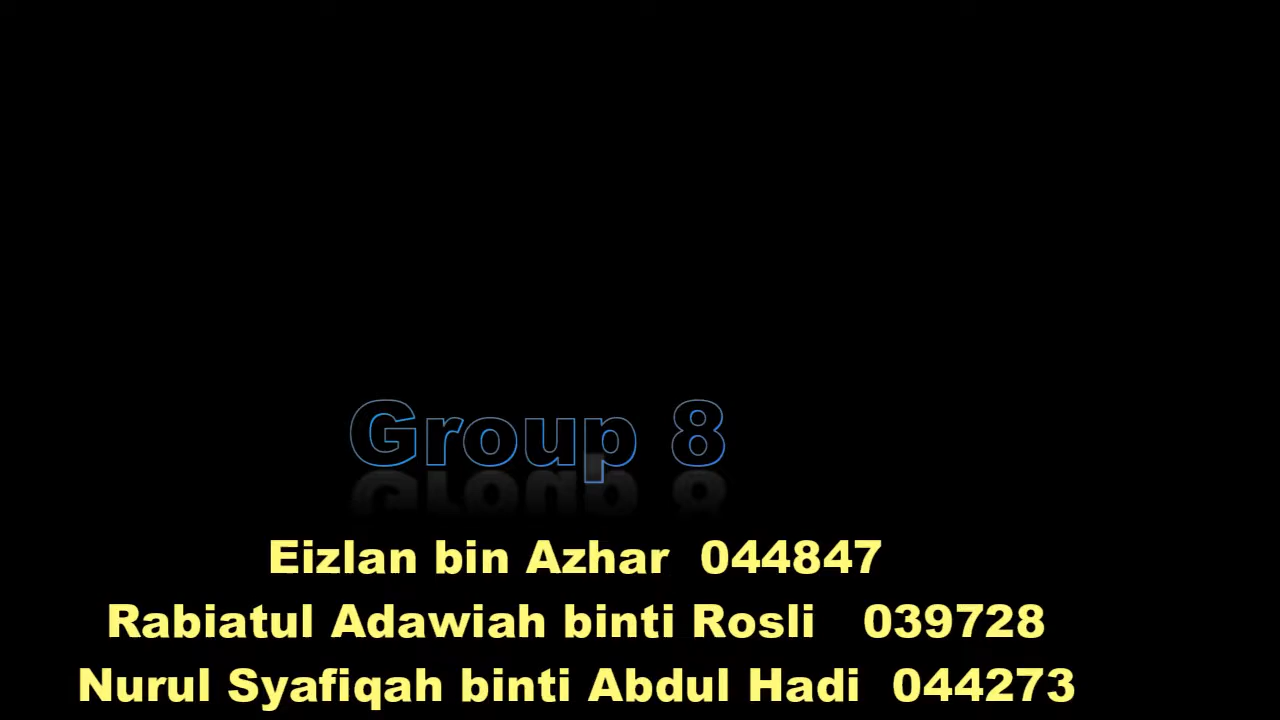 Group 8
Eizlan bin Azhar  044847
Rabiatul Adawiah binti Rosli   039728
Nurul Syafiqah binti Abdul Hadi  044273